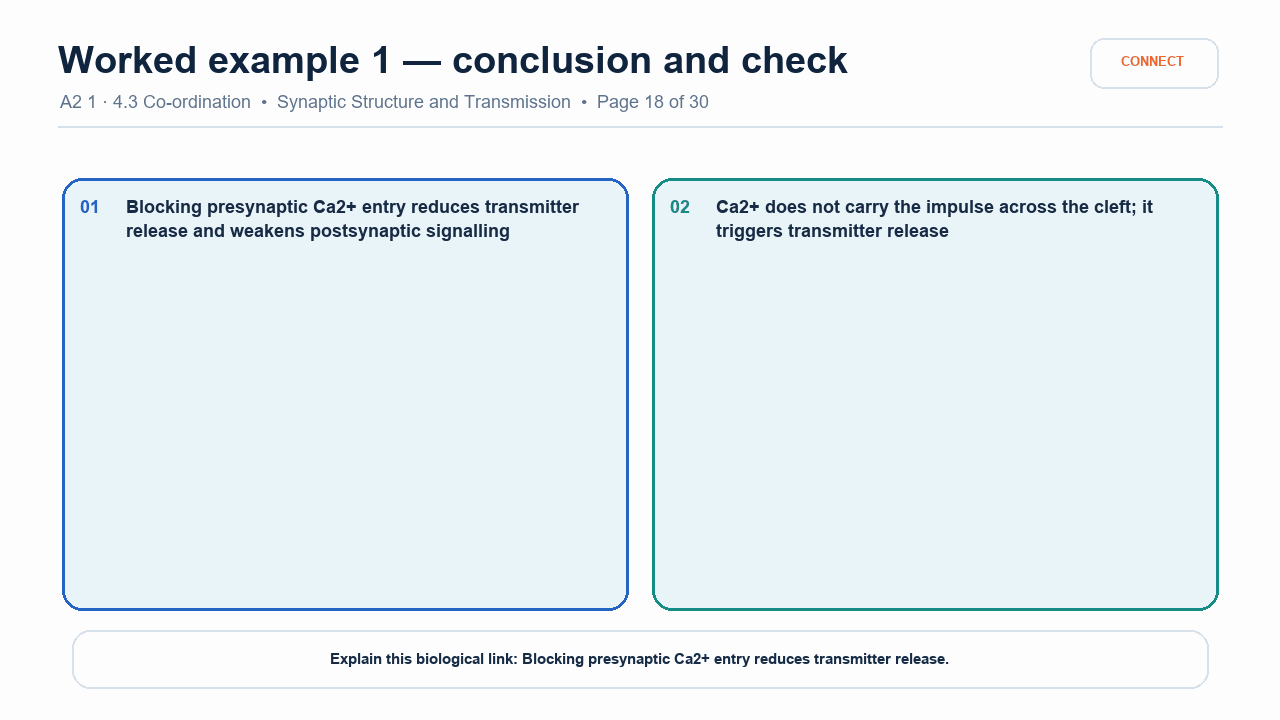 Worked example 1 — conclusion and check
CONNECT
A2 1 · 4.3 Co-ordination • Synaptic Structure and Transmission • Page 18 of 30
01 Blocking presynaptic Ca2+ entry reduces transmitter
release and weakens postsynaptic signalling
02 Ca2+ does not carry the impulse across the cleft; it
triggers transmitter release
Explain this biological link: Blocking presynaptic Ca2+ entry reduces transmitter release.